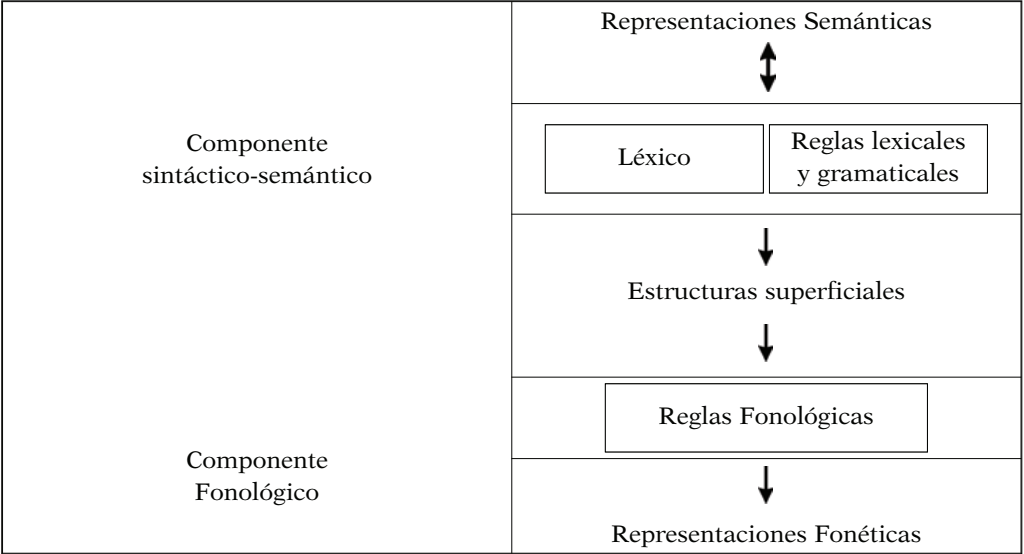 Representaciones Semánticas
Componente
sintáctico-semántico
Léxico
Reglas lexicales
y gramaticales
Estructuras superficiales
Reglas Fonológicas
Componente
Fonológico
Representaciones Fonéticas